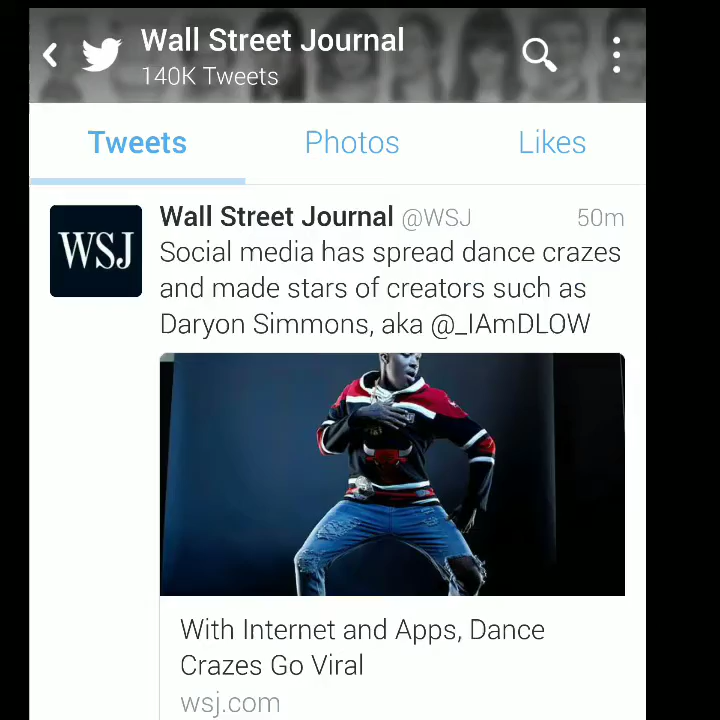 Wall Street Journal
140K Tweets
Tweets Photos Likes
WSJ
Wall Street Journal @WSJ 50m
Social media has spread dance crazes
and made stars of creators such as
Daryon Simmons, aka @_IAmDLOW
With Internet and Apps, Dance
Crazes Go Viral
wsj.com